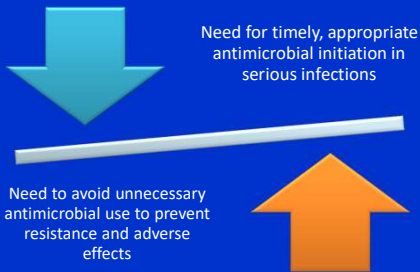 Need for timely, appropriate
antimicrobial initiation in
serious infections
Need to avoid unnecessary
antimicrobial use to prevent
resistance and adverse
effects